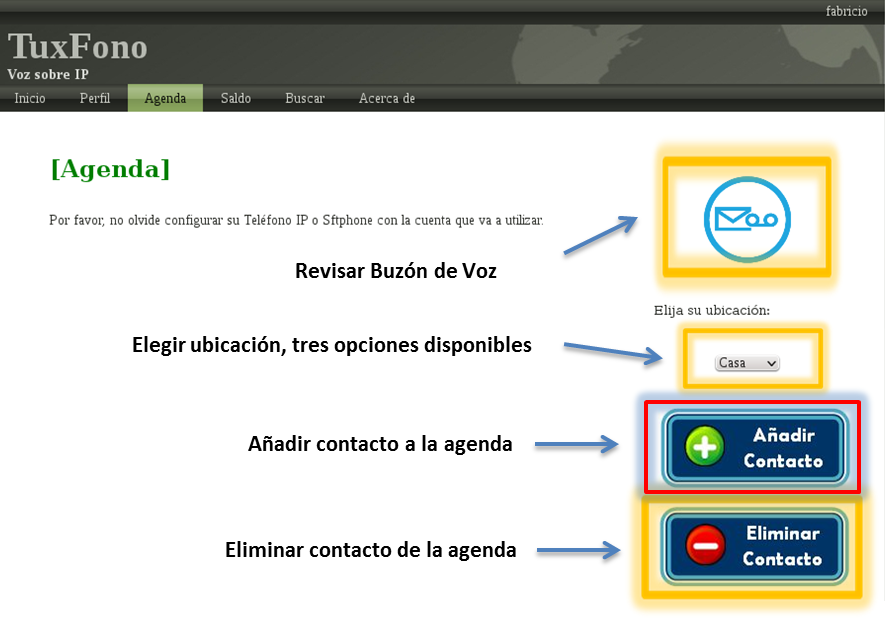 fabricio
TuxFono
Voz sobre IP
Inicio Perfil Agenda Saldo Buscar Acerca de
[Agenda]
Por favor, no olvide configurar su Teléfono IP o Sftphone con la cuenta que va a utilizar.
Revisar Buzón de Voz
Elija su ubicación:
Elegir ubicación, tres opciones disponibles
Casa
Añadir contacto a la agenda
Añadir
Contacto
Eliminar contacto de la agenda
Eliminar
Contacto